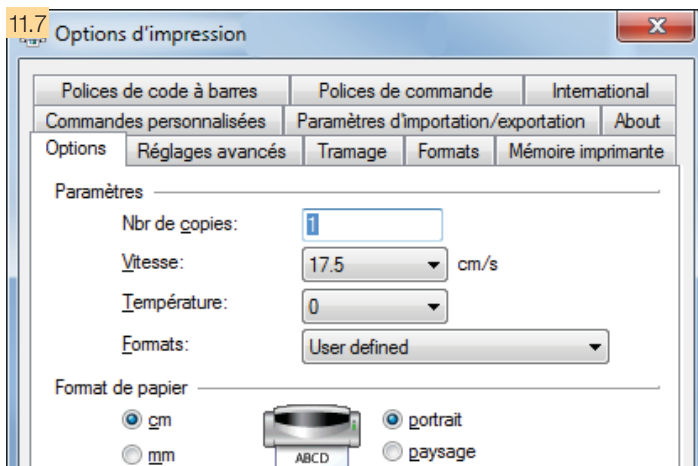 11.7
Options d'impression
Polices de code à barres Polices de commande International
Commandes personnalisées Paramètres d'importation/exportation About
Options Réglages avancés Tramage Formats Mémoire imprimante
Paramètres
Nbr de copies: 1
Vitesse: 17.5 cm/s
Température: 0
Formats: User defined
Format de papier
cm portrait
mm ABCD paysage